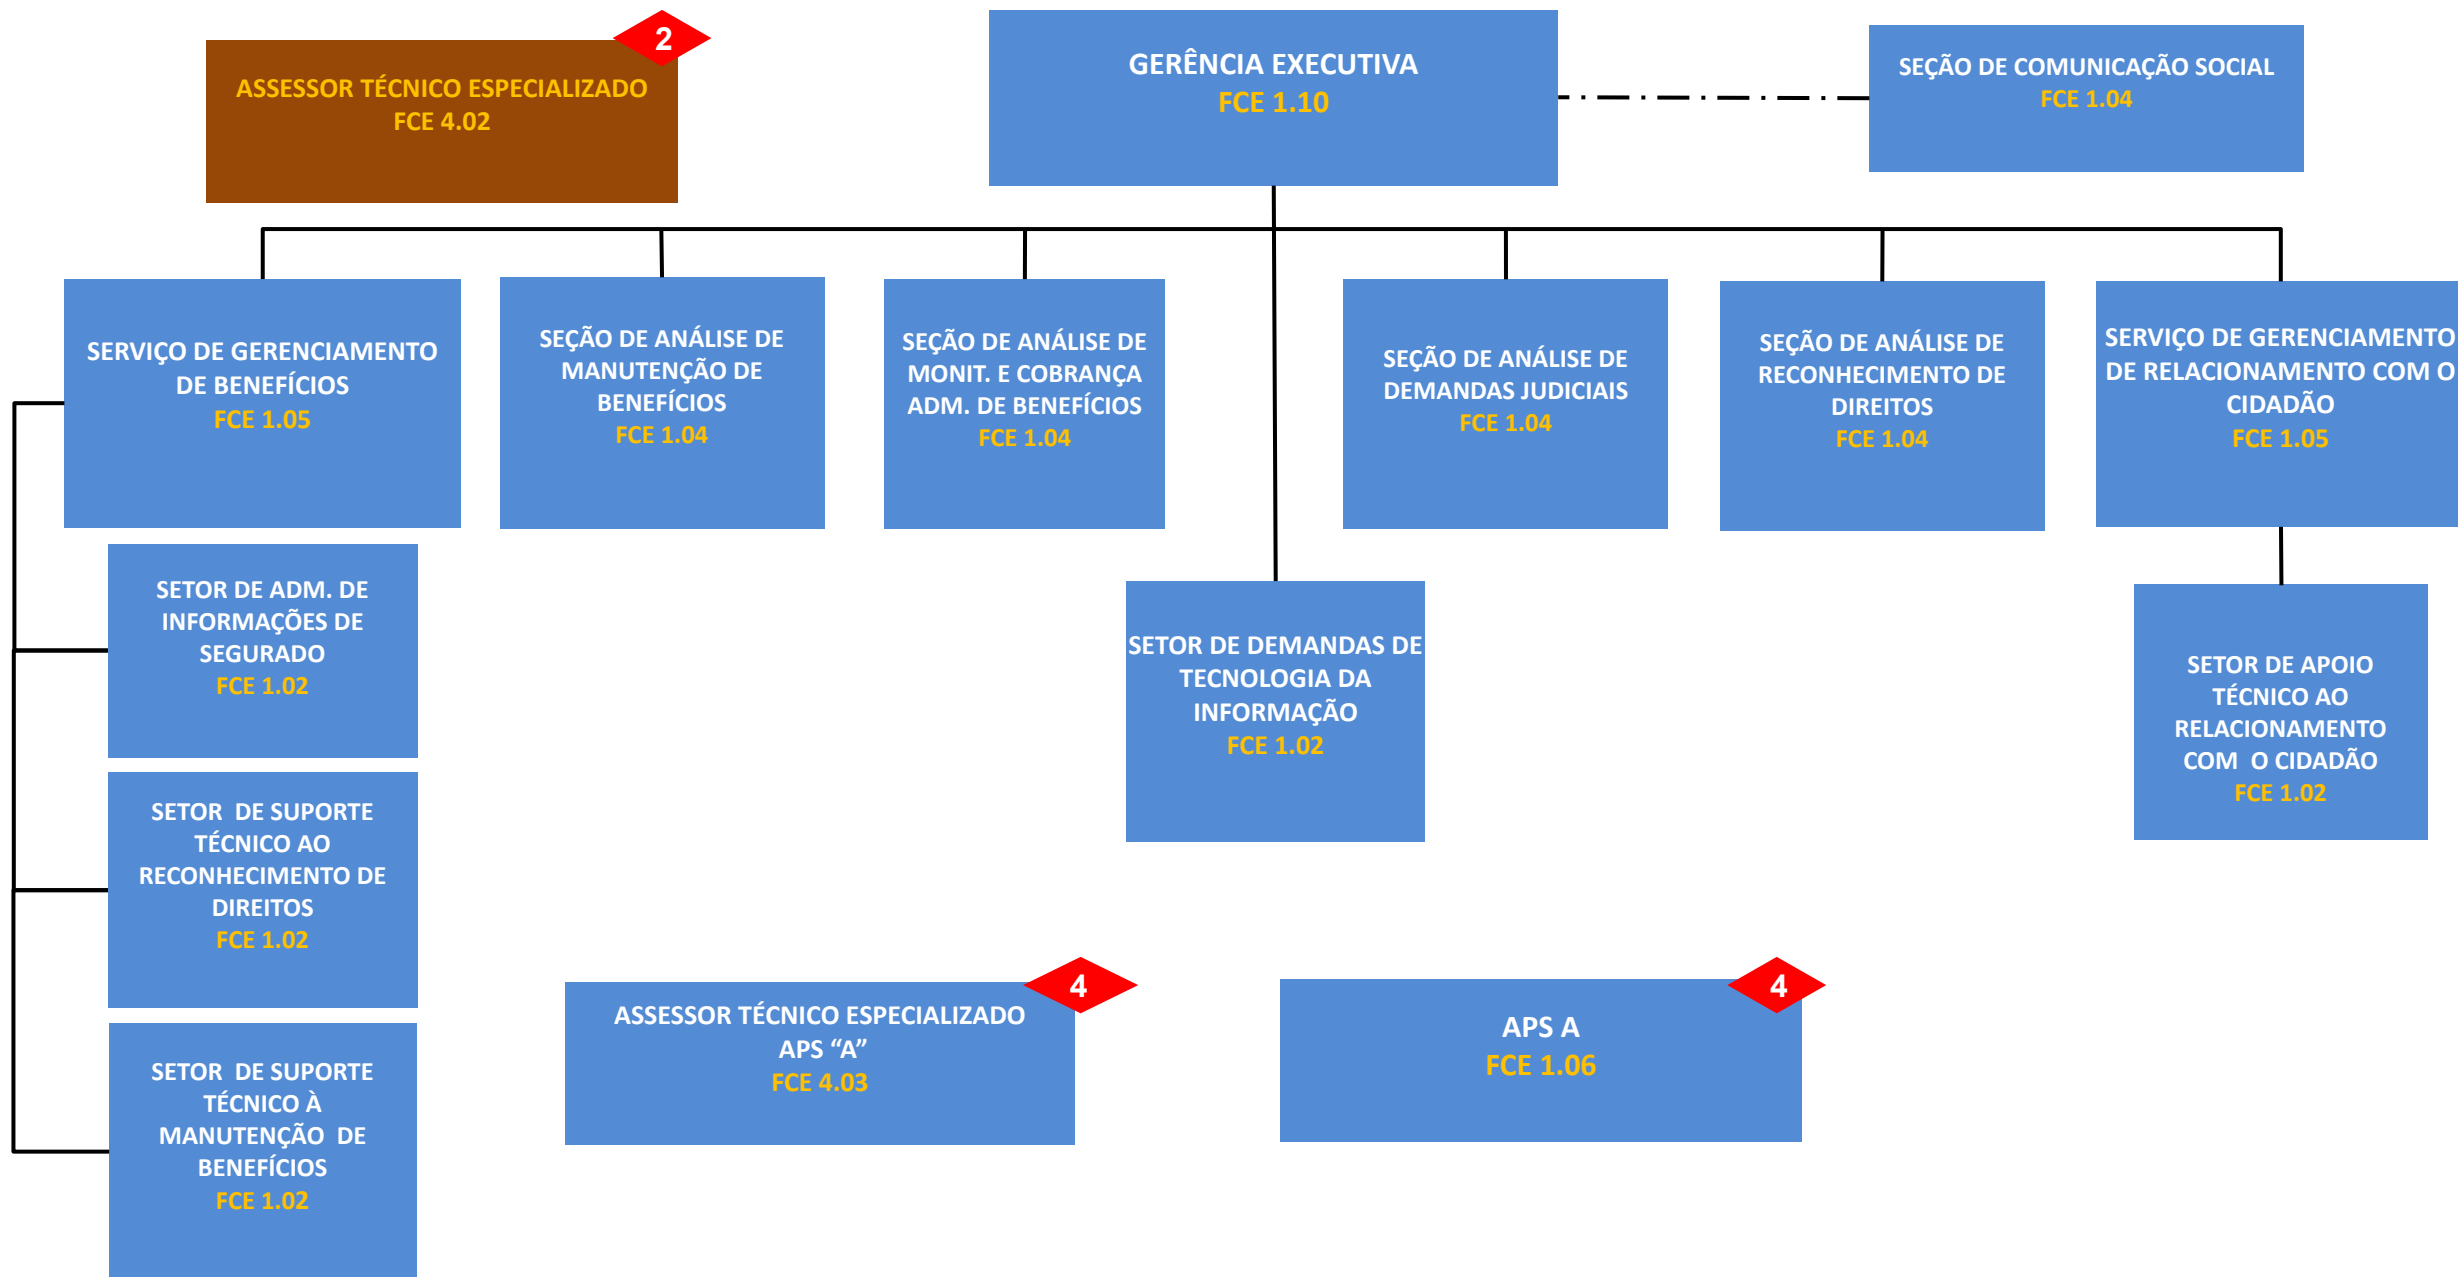 2
ASSESSOR TÉCNICO ESPECIALIZADO
FCE 4.02
GERÊNCIA EXECUTIVA
FCE 1.10
SEÇÃO DE COMUNICAÇÃO SOCIAL
FCE 1.04
SERVIÇO DE GERENCIAMENTO
DE BENEFÍCIOS
FCE 1.05
SEÇÃO DE ANÁLISE DE
MANUTENÇÃO DE
BENEFÍCIOS
FCE 1.04
SEÇÃO DE ANÁLISE DE
MONIT. E COBRANÇA
ADM. DE BENEFÍCIOS
FCE 1.04
SEÇÃO DE ANÁLISE DE
DEMANDAS JUDICIAIS
FCE 1.04
SEÇÃO DE ANÁLISE DE
RECONHECIMENTO DE
DIREITOS
FCE 1.04
SERVIÇO DE GERENCIAMENTO
DE RELACIONAMENTO COM O
CIDADÃO
FCE 1.05
SETOR DE ADM. DE
INFORMAÇÕES DE
SEGURADO
FCE 1.02
SETOR DE DEMANDAS DE
TECNOLOGIA DA
INFORMAÇÃO
FCE 1.02
SETOR DE APOIO
TÉCNICO AO
RELACIONAMENTO
COM  O CIDADÃO
FCE 1.02
SETOR  DE SUPORTE
TÉCNICO AO
RECONHECIMENTO DE
DIREITOS
FCE 1.02
4
ASSESSOR TÉCNICO ESPECIALIZADO
APS “A”
FCE 4.03
4
APS A
FCE 1.06
SETOR  DE SUPORTE
TÉCNICO À
MANUTENÇÃO  DE
BENEFÍCIOS
FCE 1.02